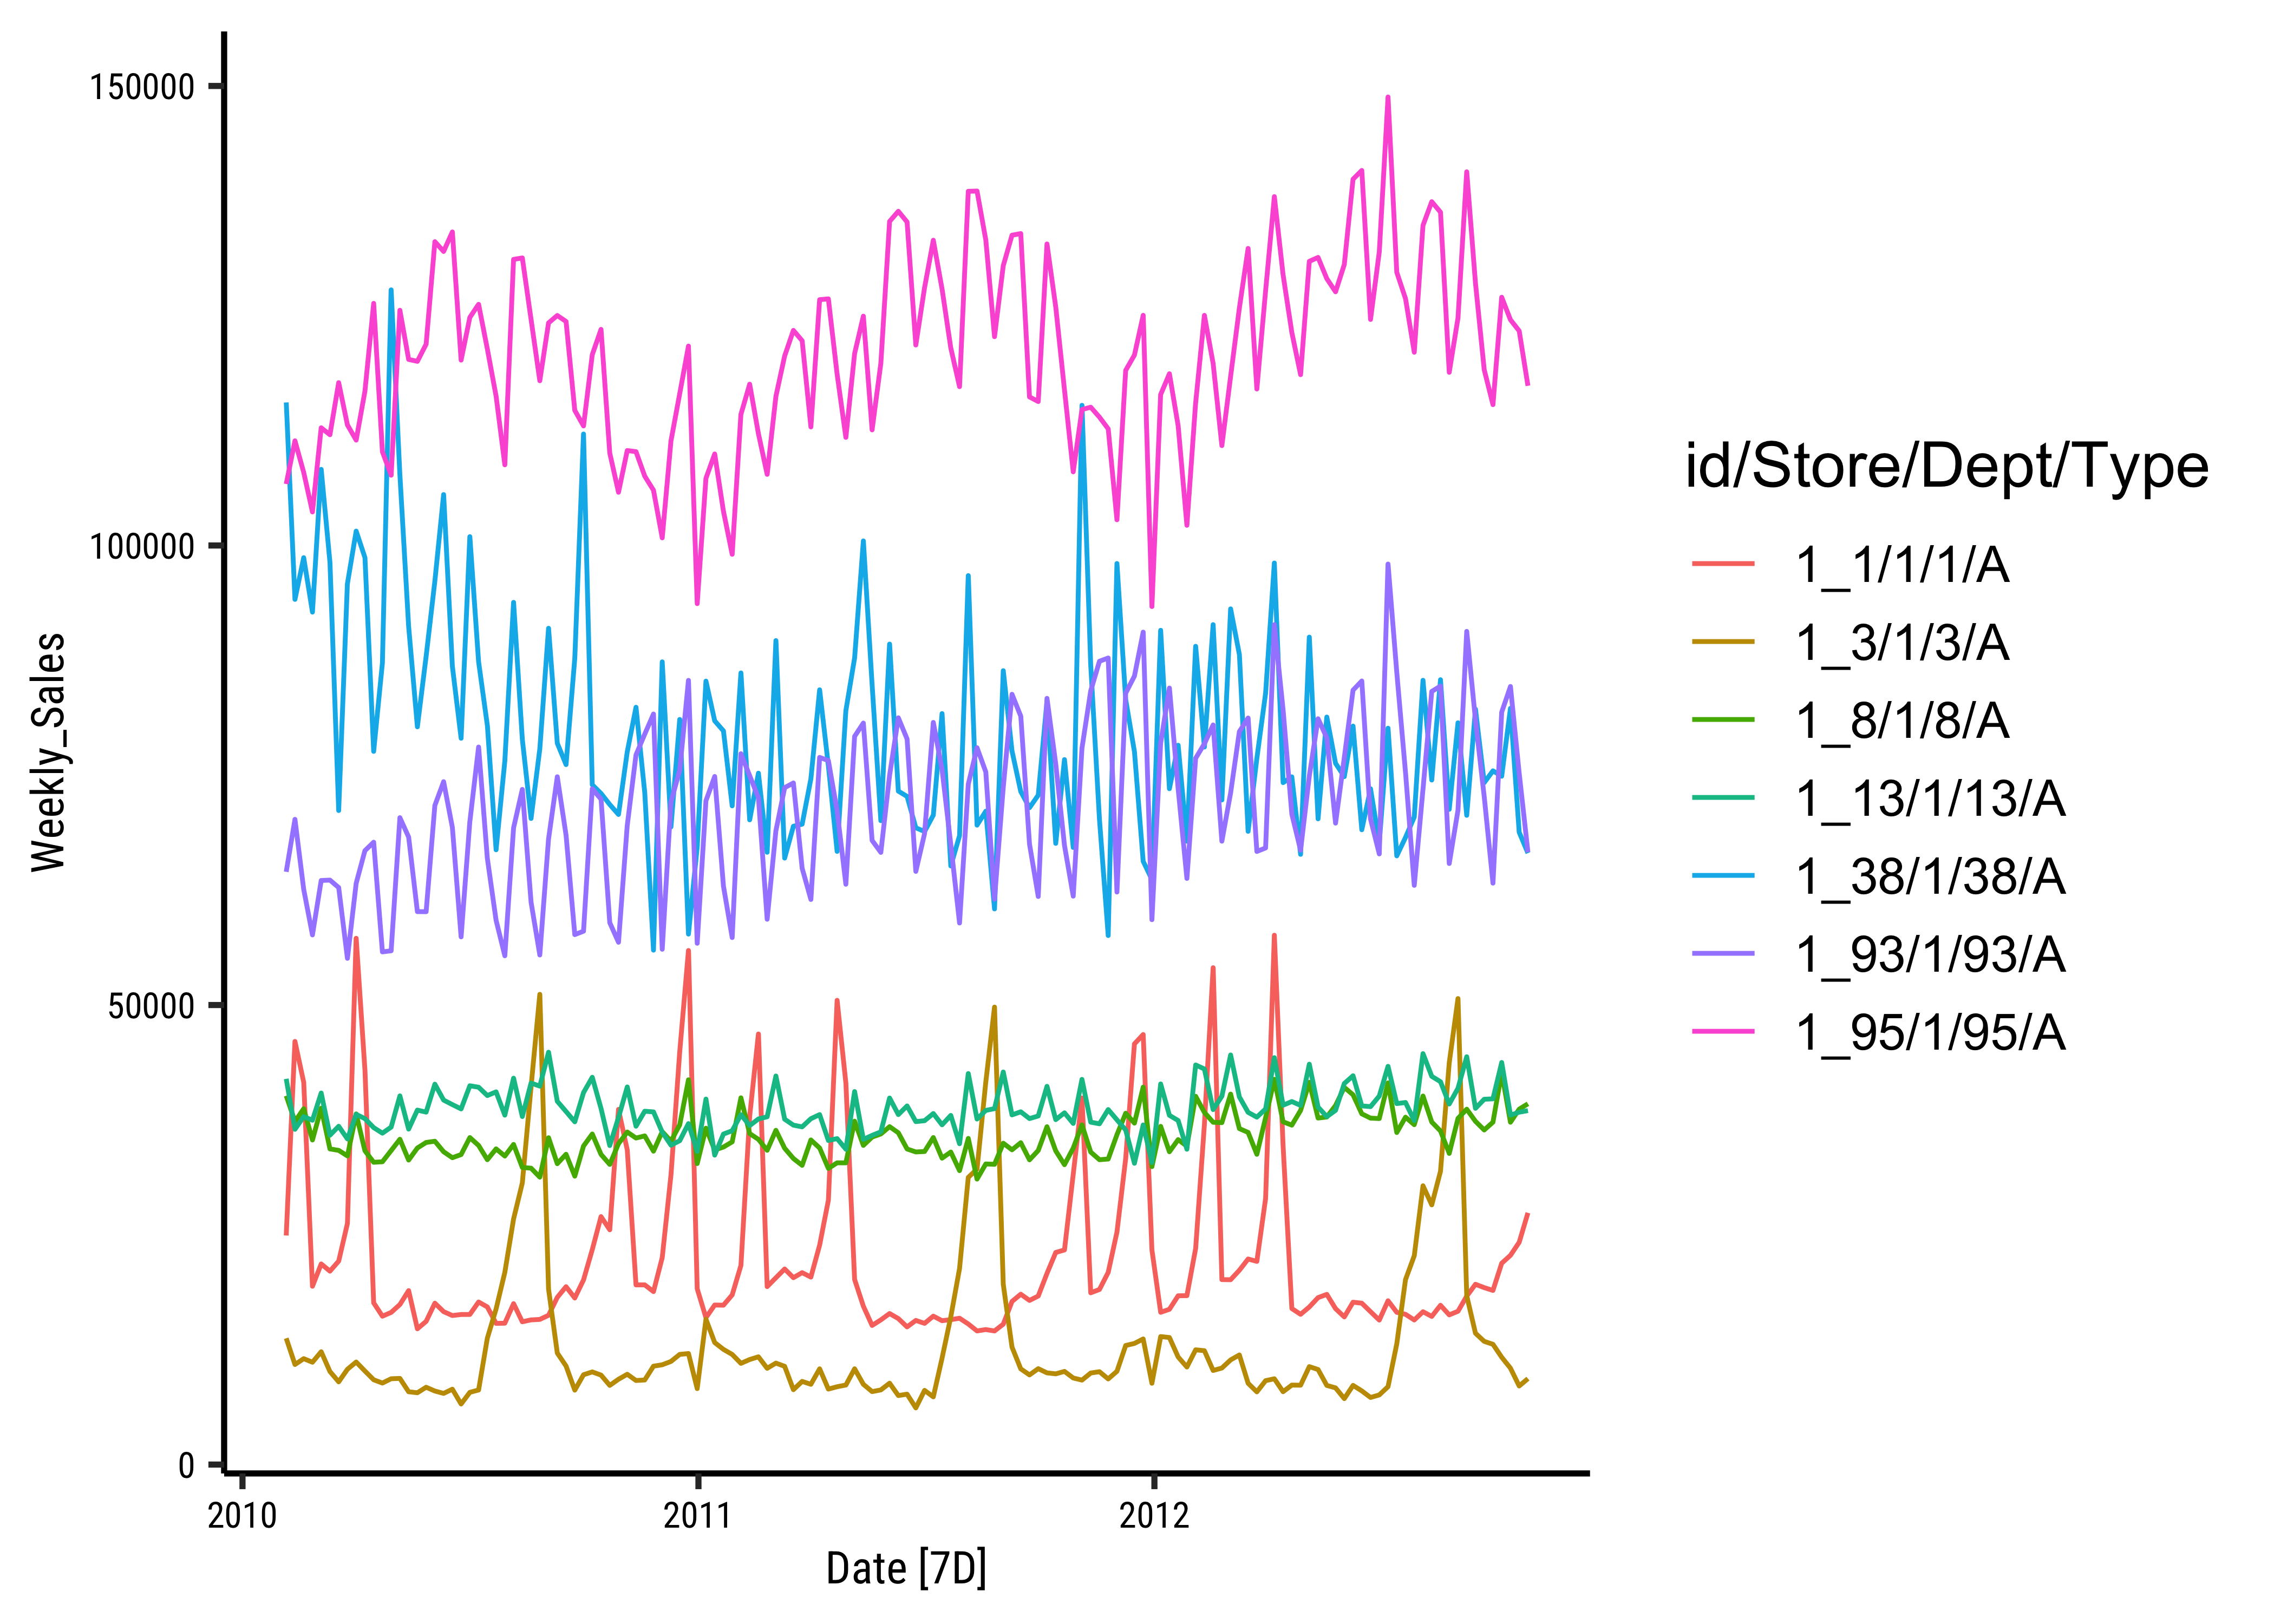 150000
100000
50000
0
Weekly_Sales
2010
2011
2012
Date [7D]
id/Store/Dept/Type
1_1/1/1/A
1_3/1/3/A
1_8/1/8/A
1_13/1/13/A
1_38/1/38/A
1_93/1/93/A
1_95/1/95/A